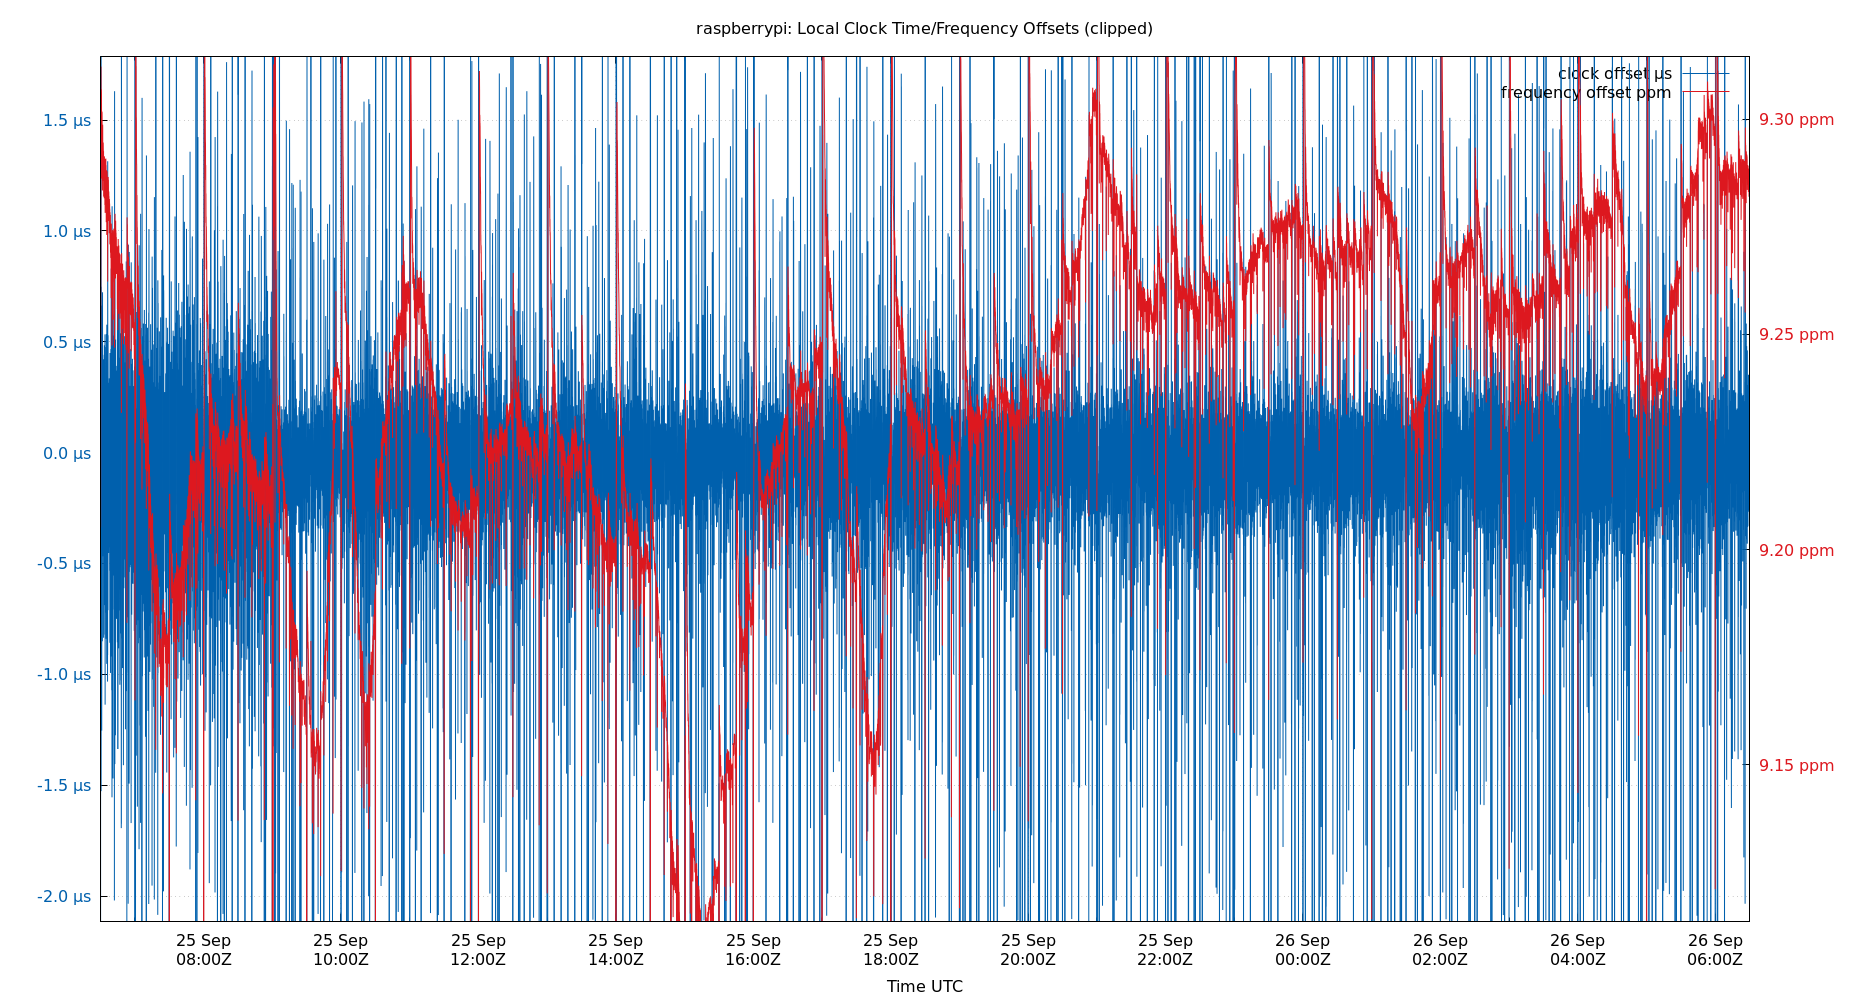 raspberrypi: Local Clock Time/Frequency Offsets (clipped)
clock offset µs
frequency offset ppm
1.5 µs
1.0 µs
0.5 µs
0.0 µs
-0.5 µs
-1.0 µs
-1.5 µs
-2.0 µs
9.30 ppm
9.25 ppm
9.20 ppm
9.15 ppm
25 Sep 25 Sep 25 Sep 25 Sep 25 Sep 25 Sep 25 Sep 25 Sep 26 Sep 26 Sep 26 Sep 26 Sep
08:00Z 10:00Z 12:00Z 14:00Z 16:00Z 18:00Z 20:00Z 22:00Z 00:00Z 02:00Z 04:00Z 06:00Z
Time UTC